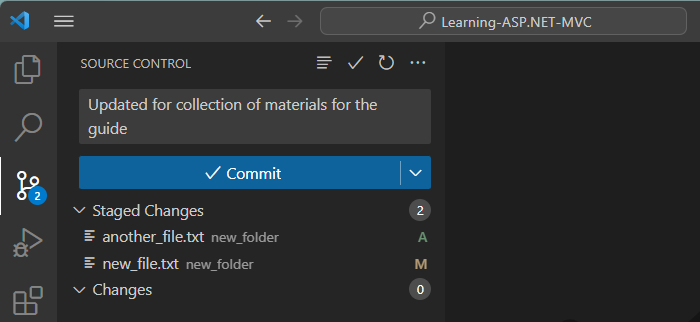 Learning-ASP.NET-MVC
SOURCE CONTROL
Updated for collection of materials for the
guide
Commit
2
Staged Changes 2
another_file.txt new_folder A
new_file.txt new_folder M
Changes 0